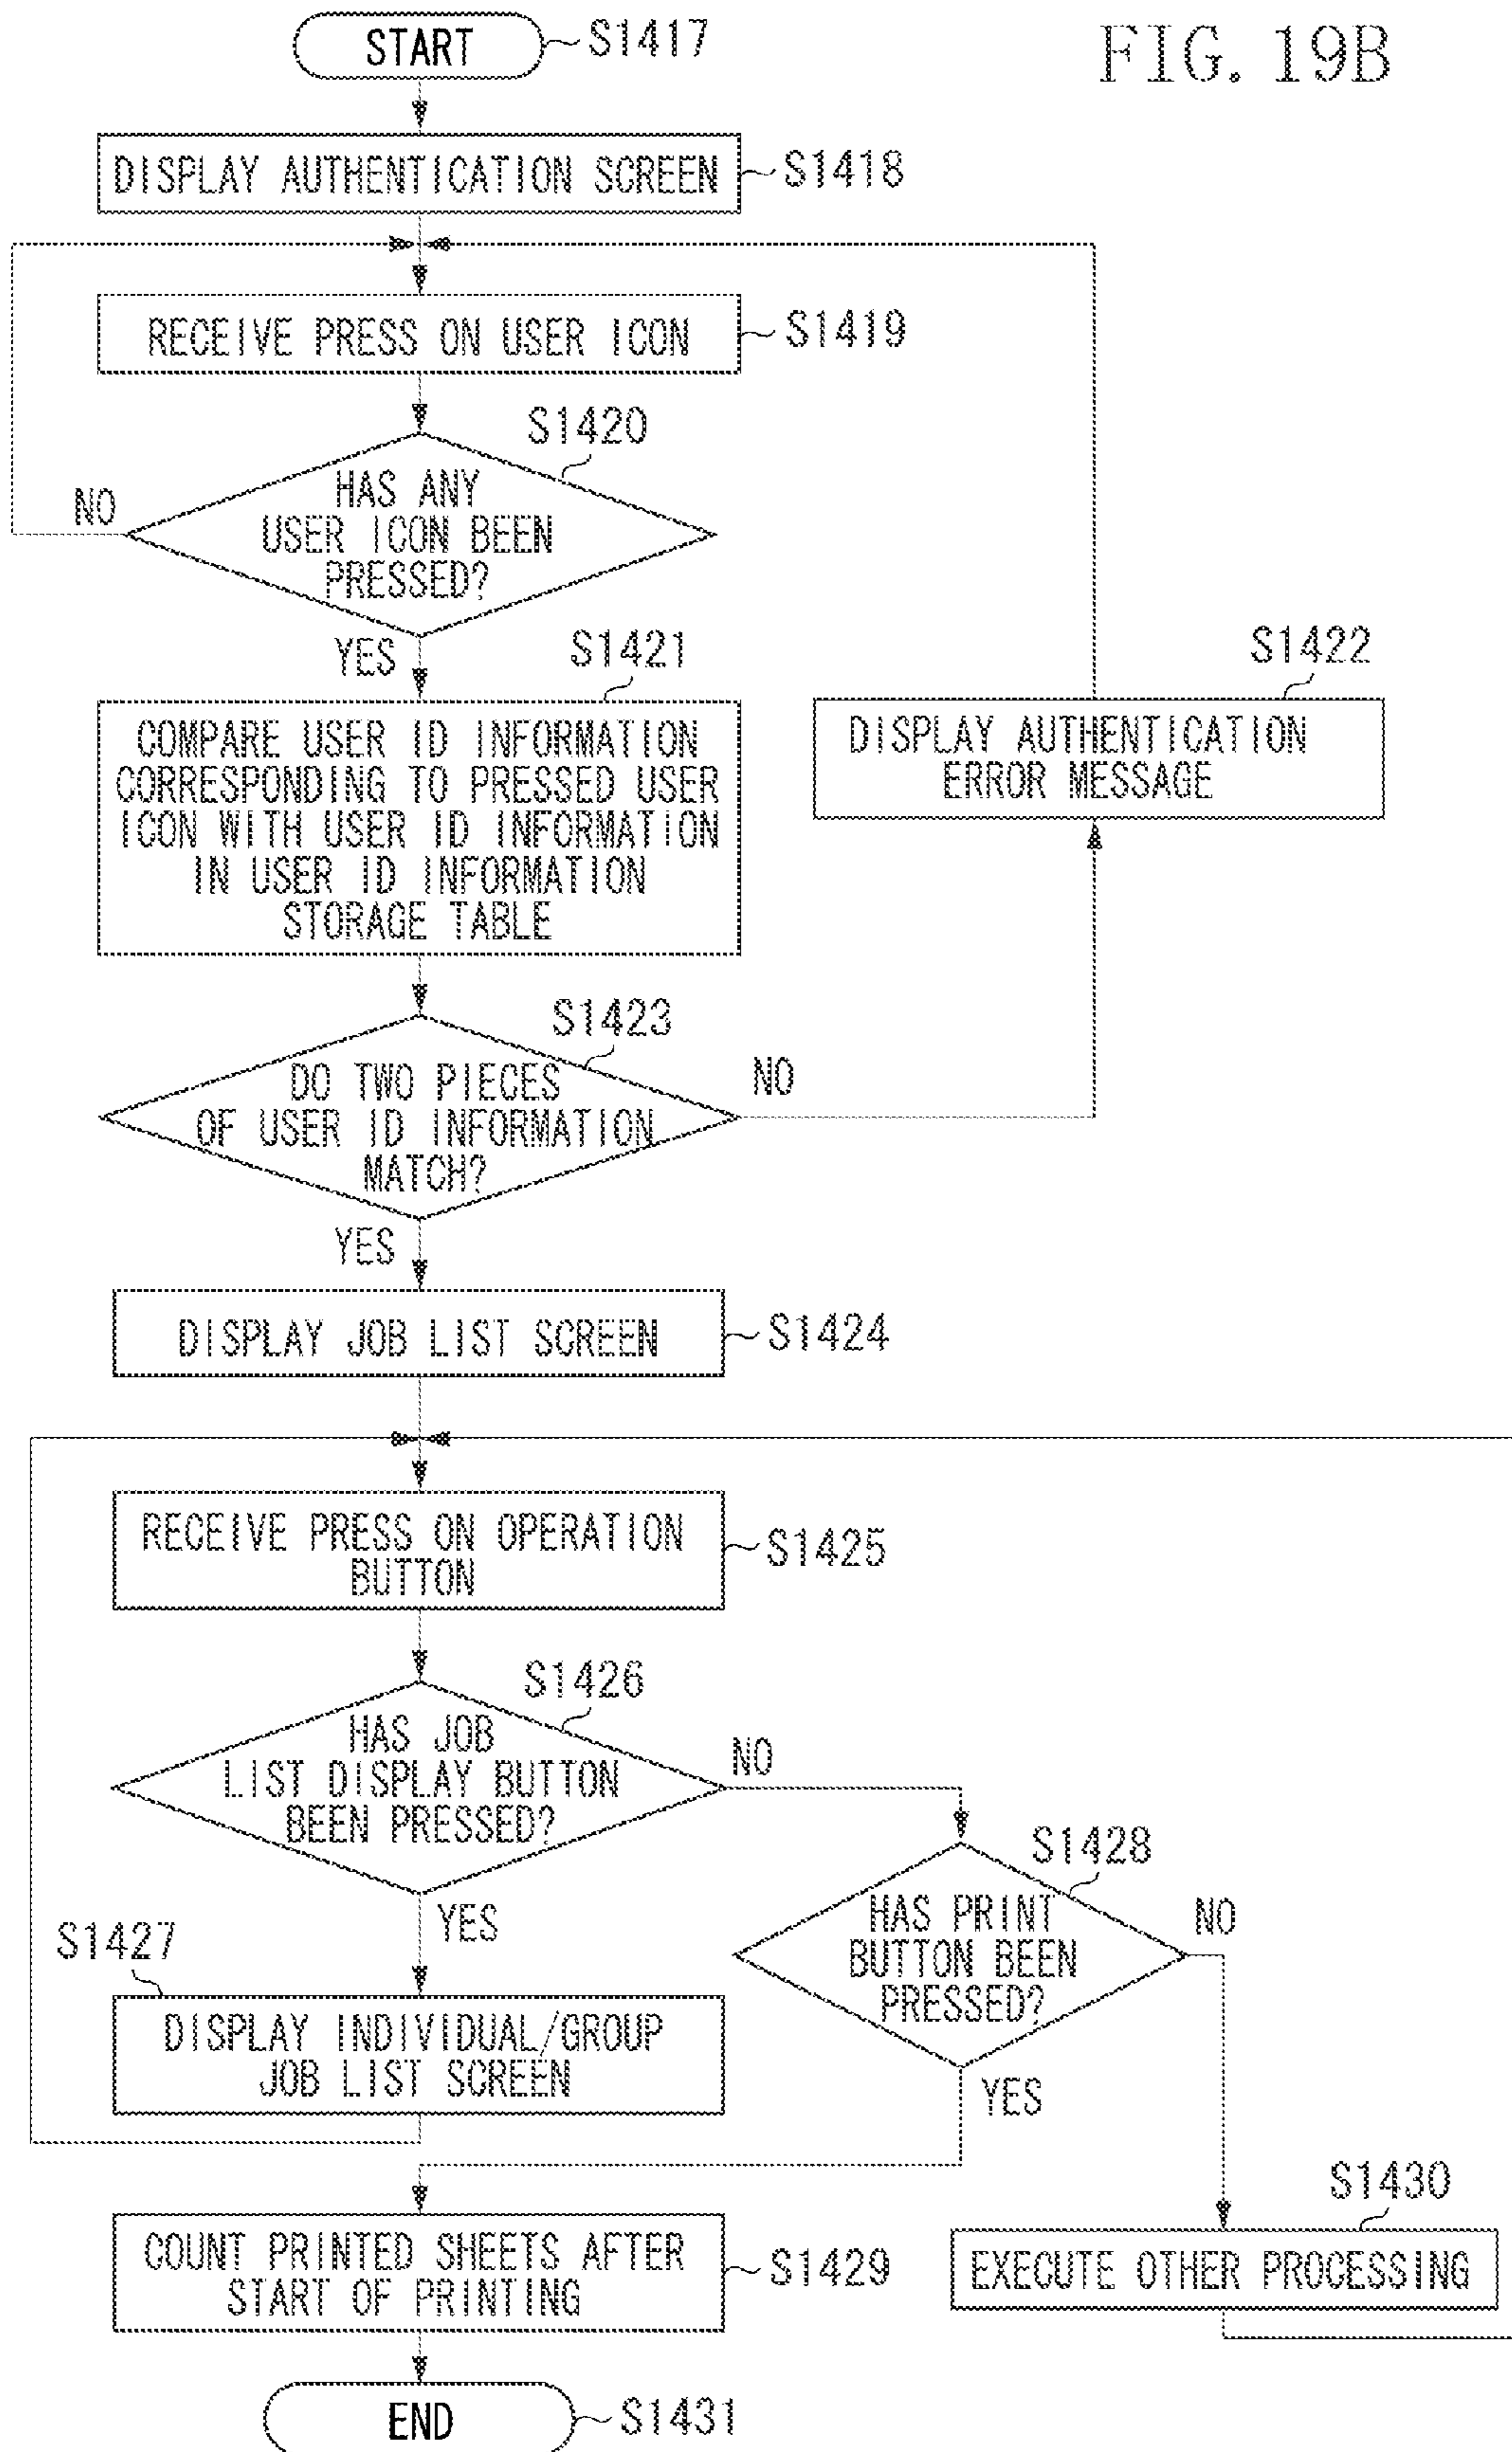 FIG. 19B
START
S1417
DISPLAY AUTHENTICATION SCREEN
S1418
RECEIVE PRESS ON USER ICON
S1419
S1420
HAS ANY
USER ICON BEEN
PRESSED?
NO
YES
S1421
COMPARE USER ID INFORMATION
CORRESPONDING TO PRESSED USER
ICON WITH USER ID INFORMATION
IN USER ID INFORMATION
STORAGE TABLE
S1422
DISPLAY AUTHENTICATION
ERROR MESSAGE
S1423
DO TWO PIECES
OF USER ID INFORMATION
MATCH?
NO
YES
DISPLAY JOB LIST SCREEN
S1424
RECEIVE PRESS ON OPERATION
BUTTON
S1425
S1426
HAS JOB
LIST DISPLAY BUTTON
BEEN PRESSED?
NO
YES
S1427
DISPLAY INDIVIDUAL/GROUP
JOB LIST SCREEN
S1428
HAS PRINT
BUTTON BEEN
PRESSED?
NO
YES
COUNT PRINTED SHEETS AFTER
START OF PRINTING
S1429
S1430
EXECUTE OTHER PROCESSING
END
S1431